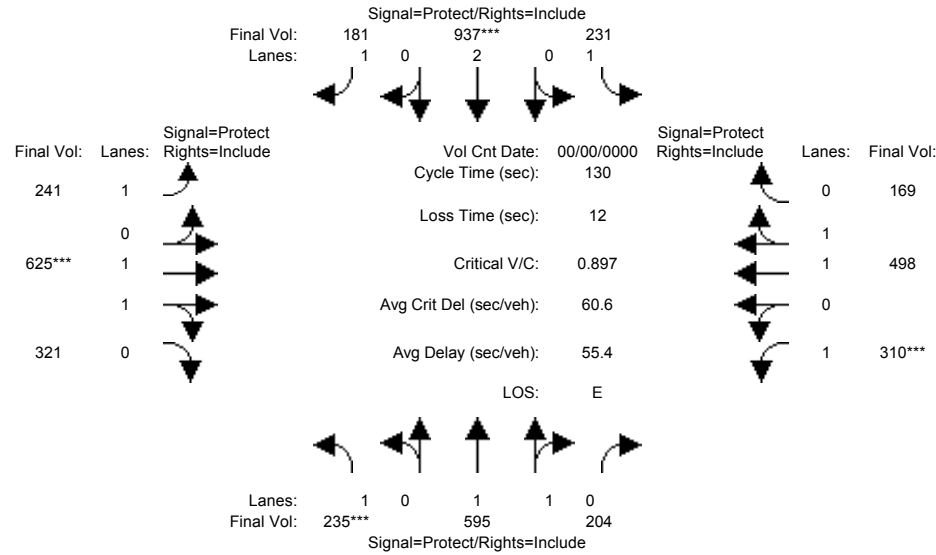 Signal=Protect/Rights=Include
Final Vol: 181 937*** 231
Lanes: 1 0 2 0 1
Signal=Protect Signal=Protect
Final Vol: Lanes: Rights=Include Vol Cnt Date: 00/00/0000 Rights=Include Lanes: Final Vol:
Cycle Time (sec): 130
241 1 0 169
Loss Time (sec): 12
0 1
625*** 1 Critical V/C: 0.897 1 498
1 Avg Crit Del (sec/veh): 60.6 0
321 0 Avg Delay (sec/veh): 55.4 1 310***
LOS: E
Lanes: 1 0 1 1 0
Final Vol: 235*** 595 204
Signal=Protect/Rights=Include